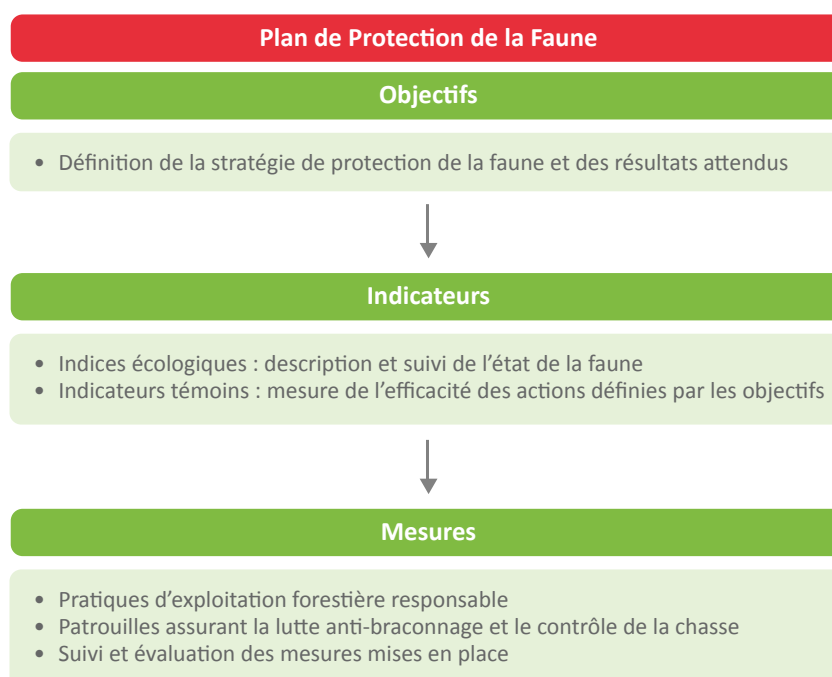 Plan de Protection de la Faune
Objectifs
• Définition de la stratégie de protection de la faune et des résultats attendus
Indicateurs
• Indices écologiques : description et suivi de l’état de la faune
• Indicateurs témoins : mesure de l’efficacité des actions définies par les objectifs
Mesures
• Pratiques d’exploitation forestière responsable
• Patrouilles assurant la lutte anti-braconnage et le contrôle de la chasse
• Suivi et évaluation des mesures mises en place